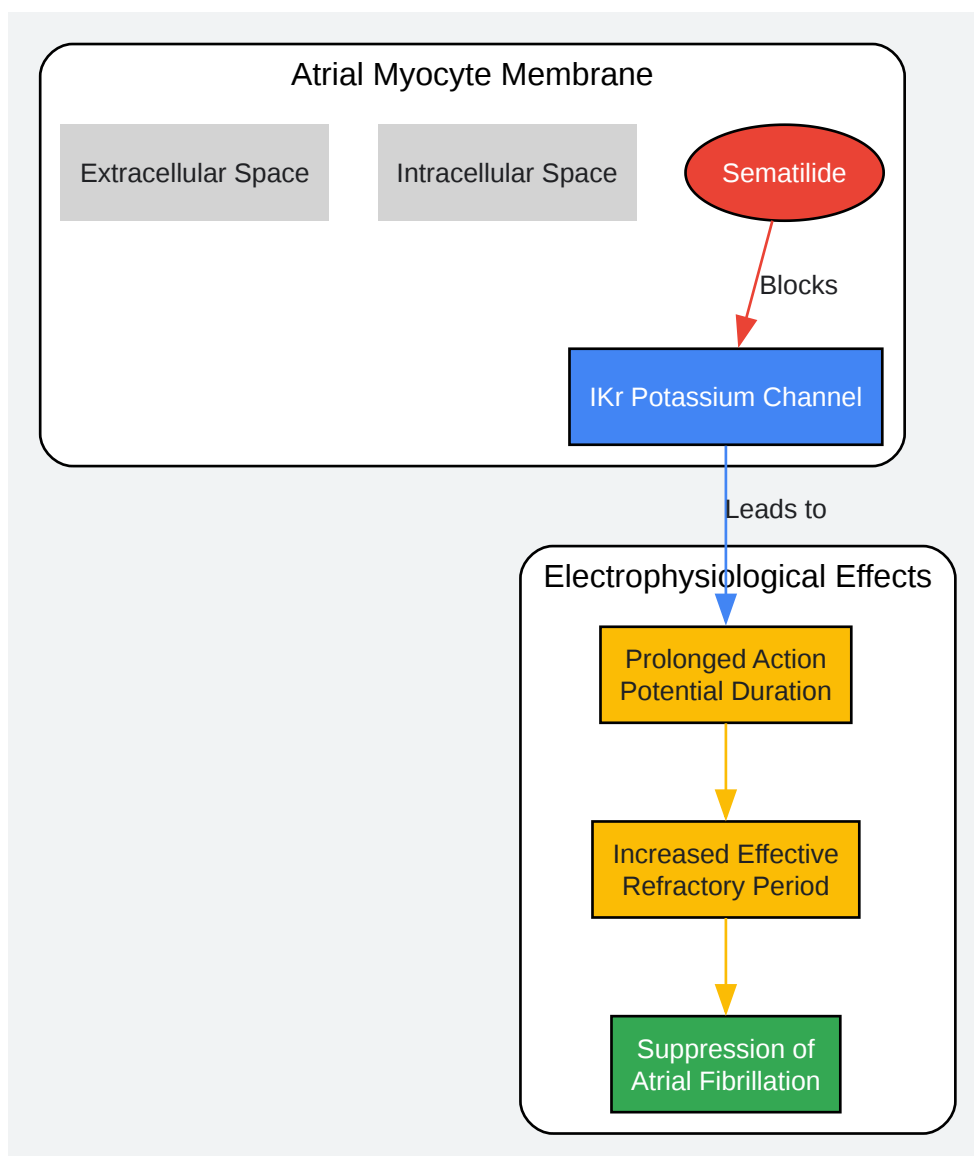 Atrial Myocyte Membrane
Extracellular Space
Intracellular Space
Sematilide
Blocks
IKr Potassium Channel
Leads to
Electrophysiological Effects
Prolonged Action
Potential Duration
Increased Effective
Refractory Period
Suppression of
Atrial Fibrillation